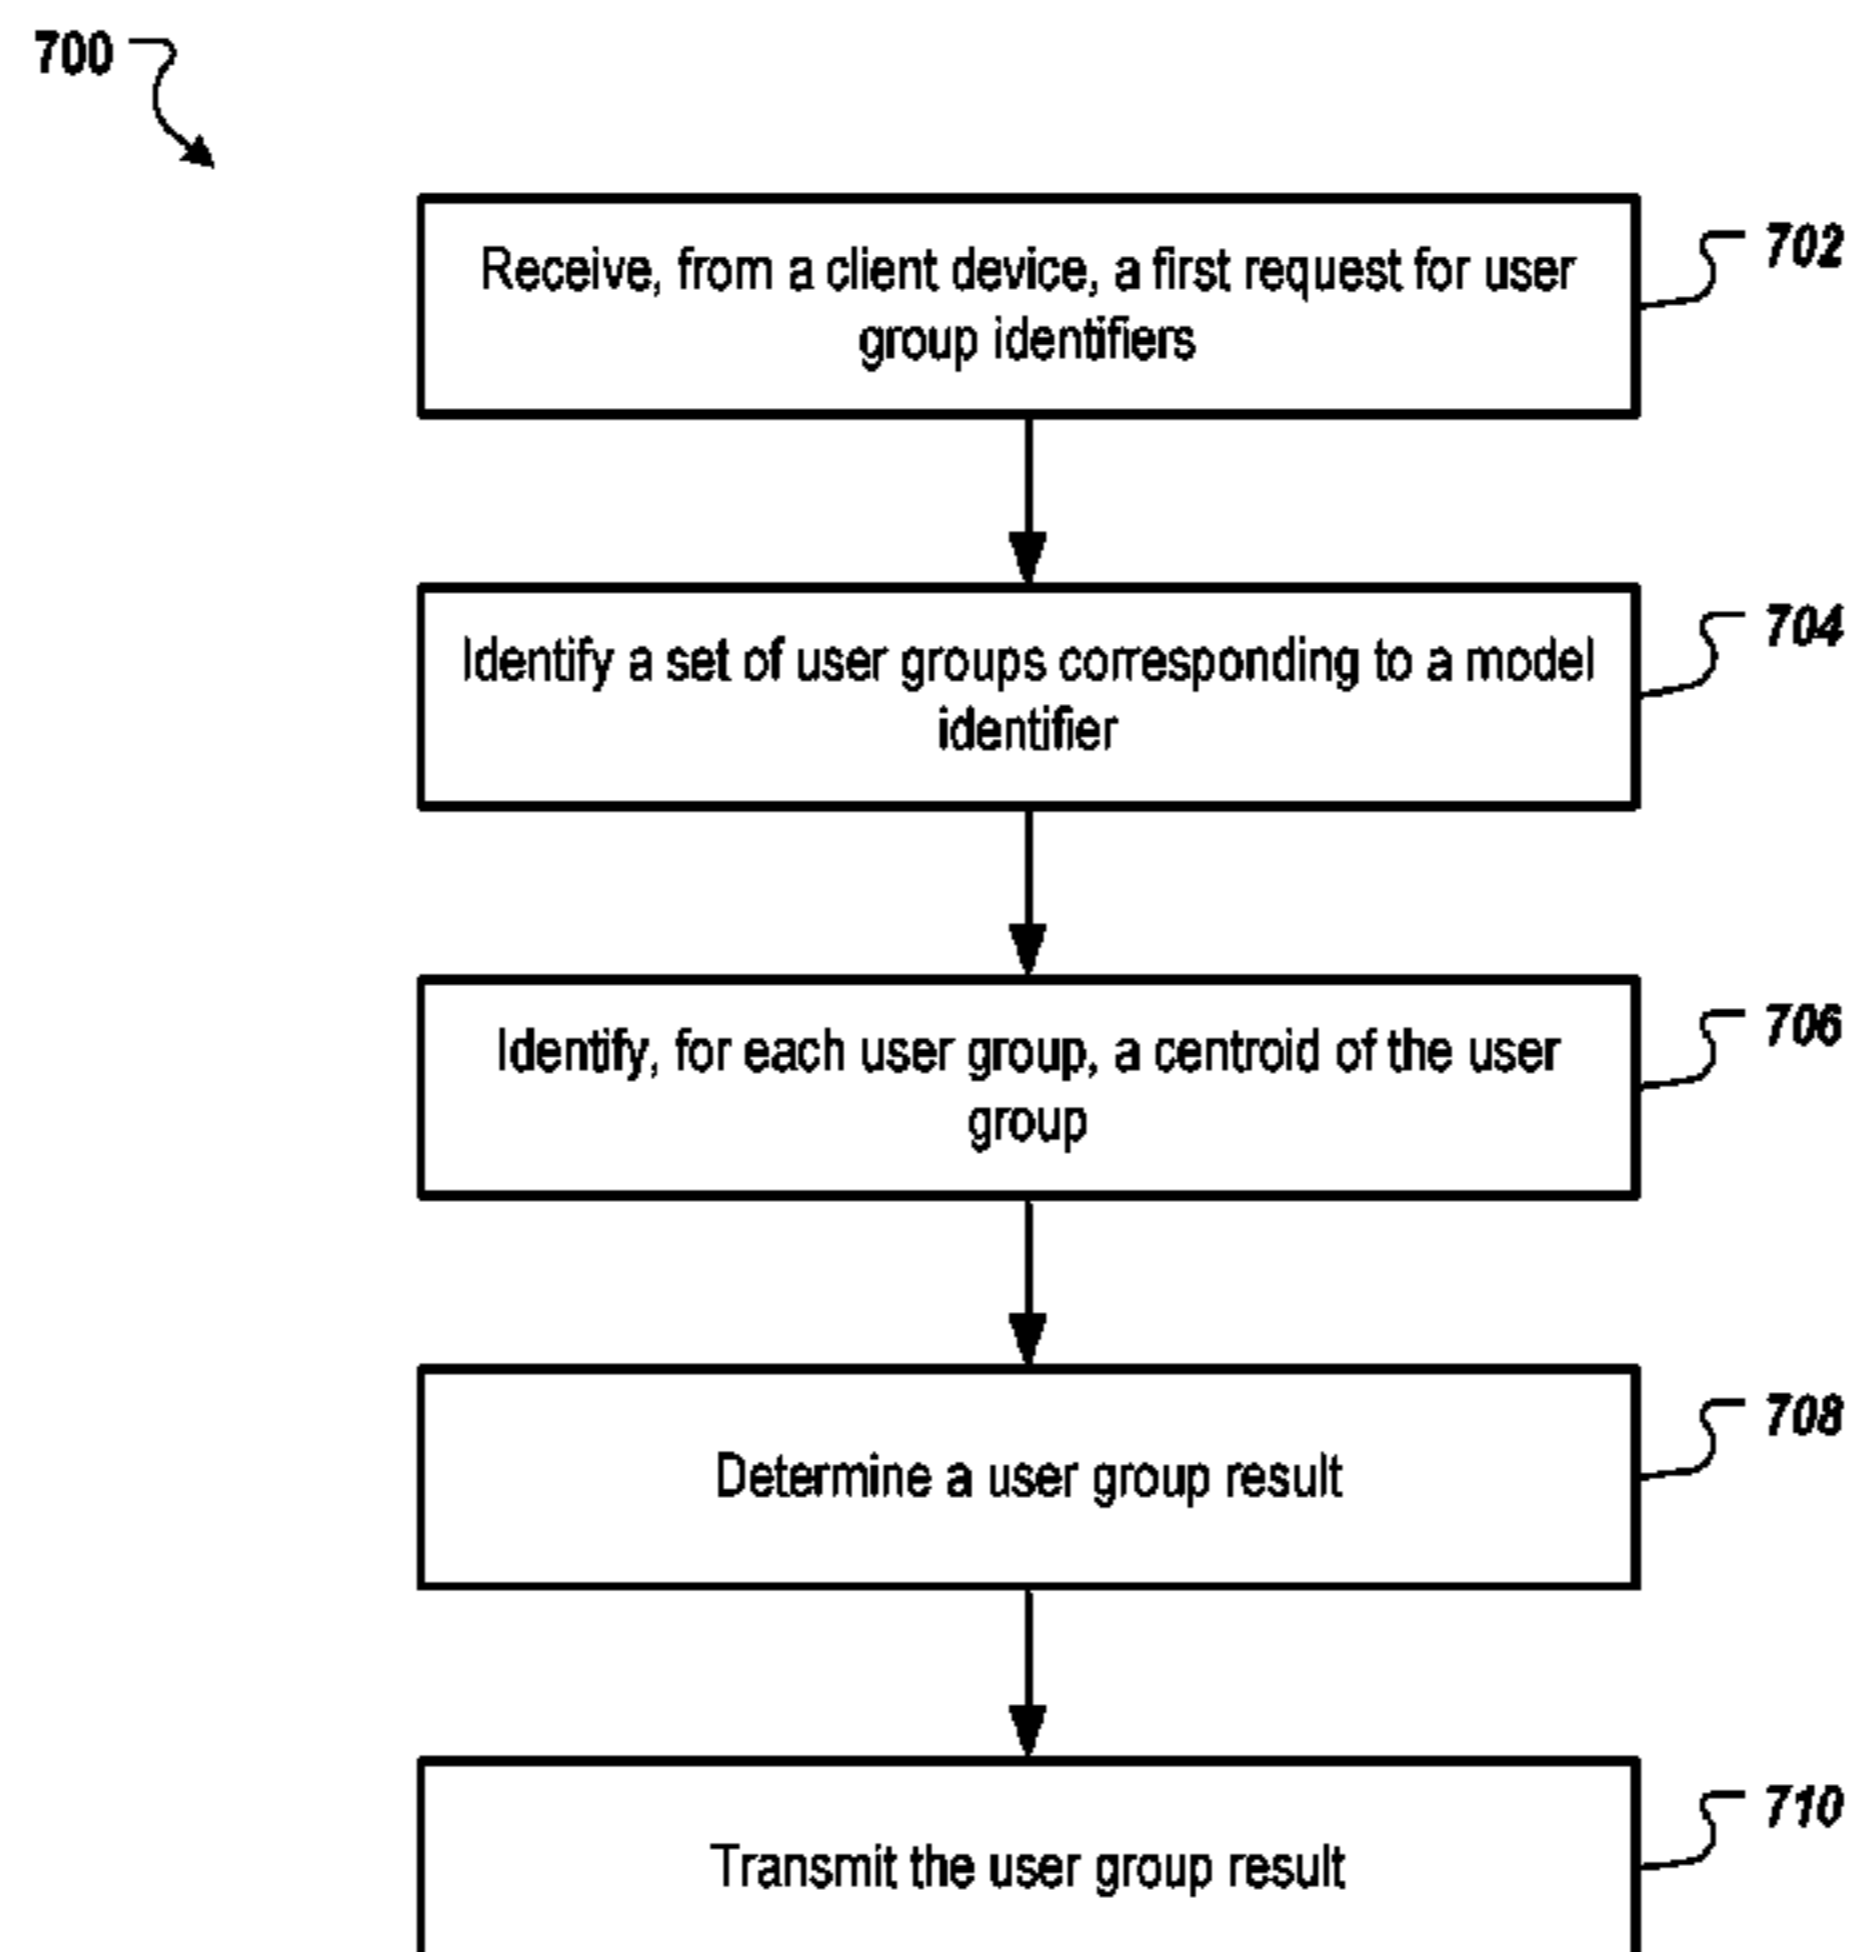 700
Receive, from a client device, a first request for user
group identifiers
702
Identify a set of user groups corresponding to a model
identifier
704
Identify, for each user group, a centroid of the user
group
706
Determine a user group result
708
Transmit the user group result
710